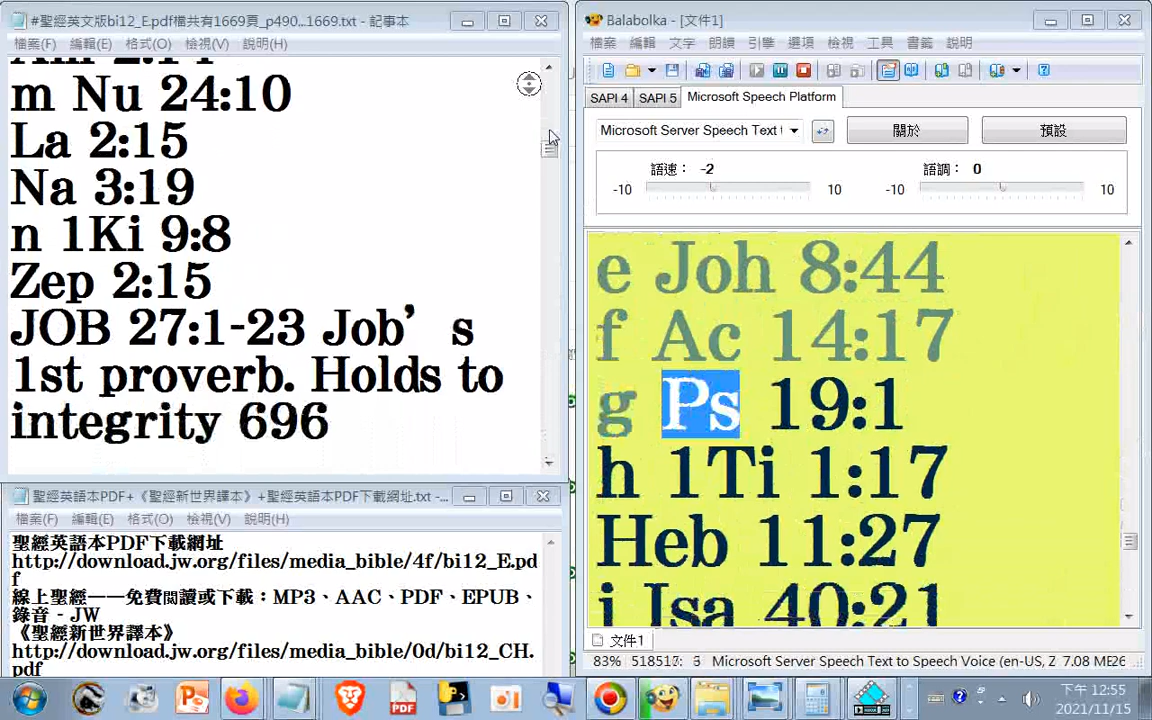 #聖經英文版bi12_E.pdf檔共有1669頁_p490...1669.txt - 記事本
檔案(F) 編輯(E) 格式(O) 檢視(V) 說明(H)
m Nu 24:10
La 2:15
Na 3:19
n 1Ki 9:8
Zep 2:15
JOB 27:1-23 Job’s
1st proverb. Holds to
integrity 696
聖經英語本PDF+《聖經新世界譯本》+聖經英語本PDF下載網址.txt -...
檔案(F) 編輯(E) 格式(O) 檢視(V) 說明(H)
聖經英語本PDF下載網址
http://download.jw.org/files/media_bible/4f/bi12_E.pd
f
線上聖經——免費閱讀或下載：MP3、AAC、PDF、EPUB、
錄音 - JW
《聖經新世界譯本》
http://download.jw.org/files/media_bible/0d/bi12_CH.
pdf
Balabolka - [文件1]
檔案 編輯 文字 朗讀 引擎 選項 檢視 工具 書籤 說明
SAPI 4 SAPI 5 Microsoft Speech Platform
Microsoft Server Speech Text 關於 預設
語速： -2 語調： 0
-10 10 -10 10
e Joh 8:44
f Ac 14:17
g Ps 19:1
h 1Ti 1:17
Heb 11:27
i Isa 40:21
文件1
83% 518517: Microsoft Server Speech Text to Speech Voice (en-US, Z 7.08 ME26
下午 12:55
2021/11/15